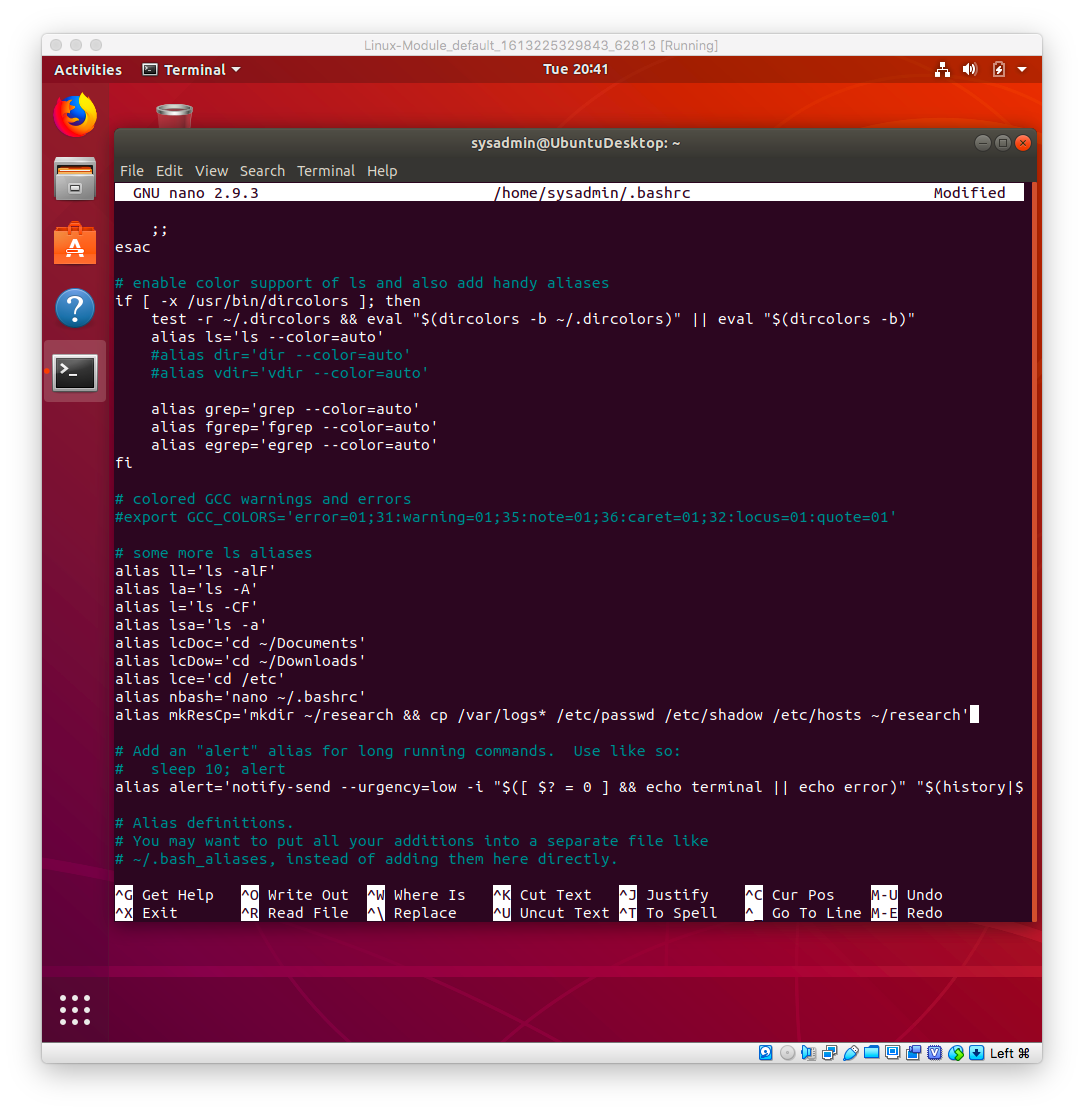 Linux-Module_default_1613225329843_62813 [Running]
Activities Terminal Tue 20:41
sysadmin@UbuntuDesktop: ~
File Edit View Search Terminal Help
GNU nano 2.9.3 /home/sysadmin/.bashrc Modified
;;
esac
# enable color support of ls and also add handy aliases
if [ -x /usr/bin/dircolors ]; then
test -r ~/.dircolors && eval "$(dircolors -b ~/.dircolors)" || eval "$(dircolors -b)"
alias ls='ls --color=auto'
#alias dir='dir --color=auto'
#alias vdir='vdir --color=auto'
alias grep='grep --color=auto'
alias fgrep='fgrep --color=auto'
alias egrep='egrep --color=auto'
fi
# colored GCC warnings and errors
#export GCC_COLORS='error=01;31:warning=01;35:note=01;36:caret=01;32:locus=01:quote=01'
# some more ls aliases
alias ll='ls -alF'
alias la='ls -A'
alias l='ls -CF'
alias lsa='ls -a'
alias lcDoc='cd ~/Documents'
alias lcDow='cd ~/Downloads'
alias lce='cd /etc'
alias nbash='nano ~/.bashrc'
alias mkResCp='mkdir ~/research && cp /var/logs* /etc/passwd /etc/shadow /etc/hosts ~/research'
# Add an "alert" alias for long running commands.  Use like so:
#   sleep 10; alert
alias alert='notify-send --urgency=low -i "$([ $? = 0 ] && echo terminal || echo error)" "$(history|$
# Alias definitions.
# You may want to put all your additions into a separate file like
# ~/.bash_aliases, instead of adding them here directly.
^G Get Help ^O Write Out ^W Where Is ^K Cut Text ^J Justify ^C Cur Pos M-U Undo
^X Exit ^R Read File ^\ Replace ^U Uncut Text ^T To Spell ^_ Go To Line M-E Redo
Left ⌘